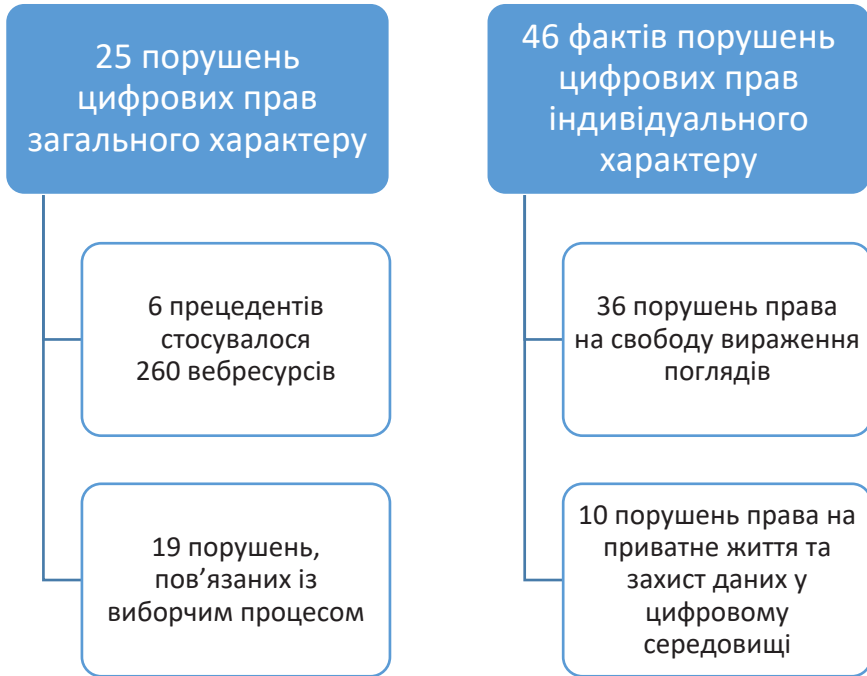 25 порушень
цифрових прав
загального характеру
6 прецедентів
стосувалося
260 вебресурсів
19 порушень,
пов’язаних із
виборчим процесом
46 фактів порушень
цифрових прав
індивідуального
характеру
36 порушень права
на свободу вираження
поглядів
10 порушень права на
приватне життя та
захист даних у
цифровому
середовищі